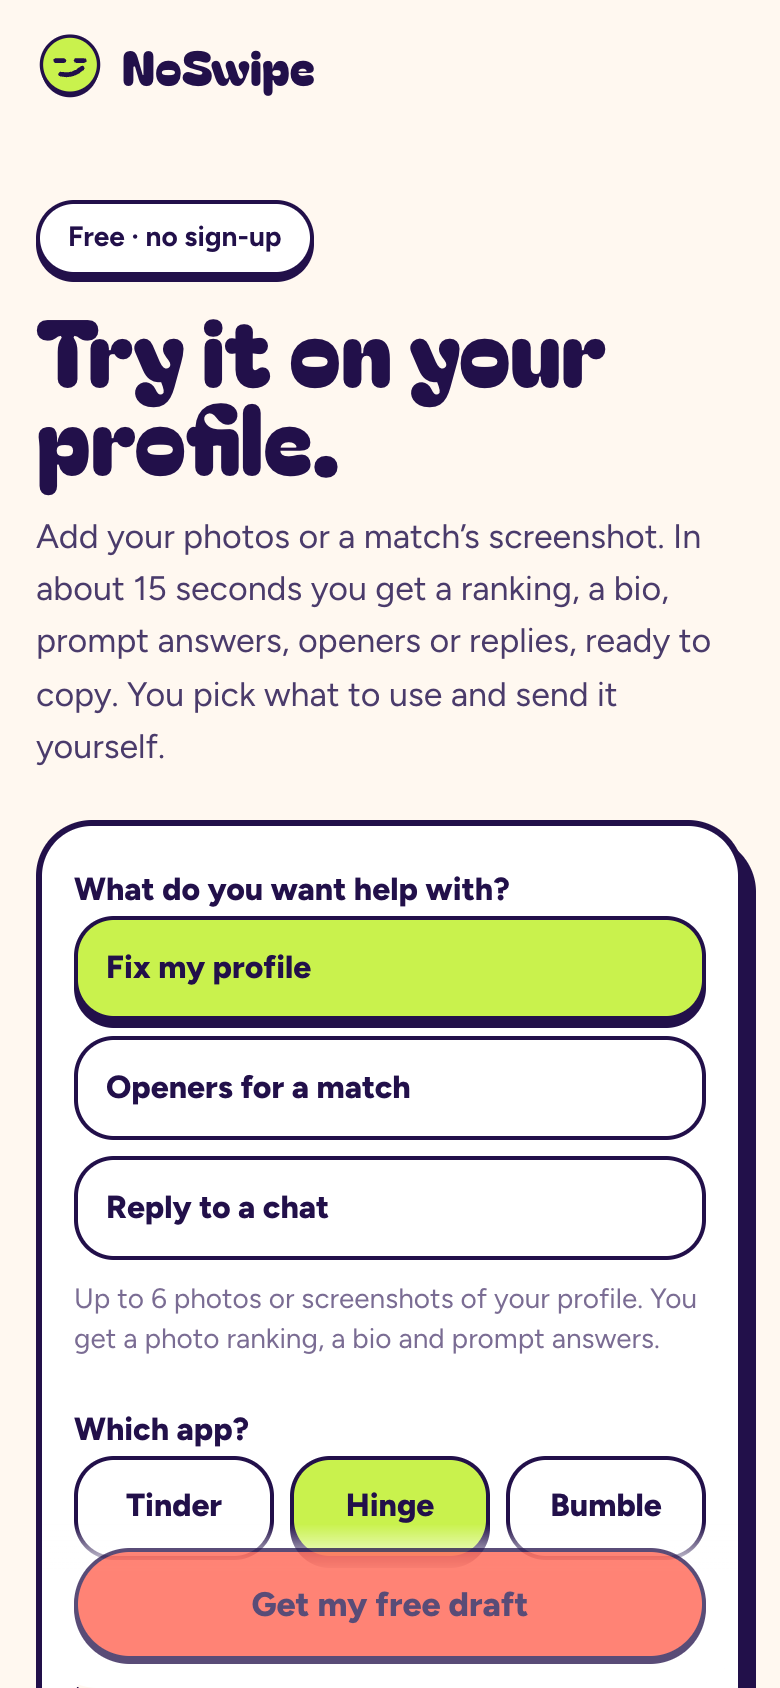 NoSwipe
Free · no sign-up
Try it on your
profile.
Add your photos or a match’s screenshot. In
about 15 seconds you get a ranking, a bio,
prompt answers, openers or replies, ready to
copy. You pick what to use and send it
yourself.
What do you want help with?
Fix my profile
Openers for a match
Reply to a chat
Up to 6 photos or screenshots of your profile. You
get a photo ranking, a bio and prompt answers.
Which app?
Tinder Hinge Bumble
Get my free draft